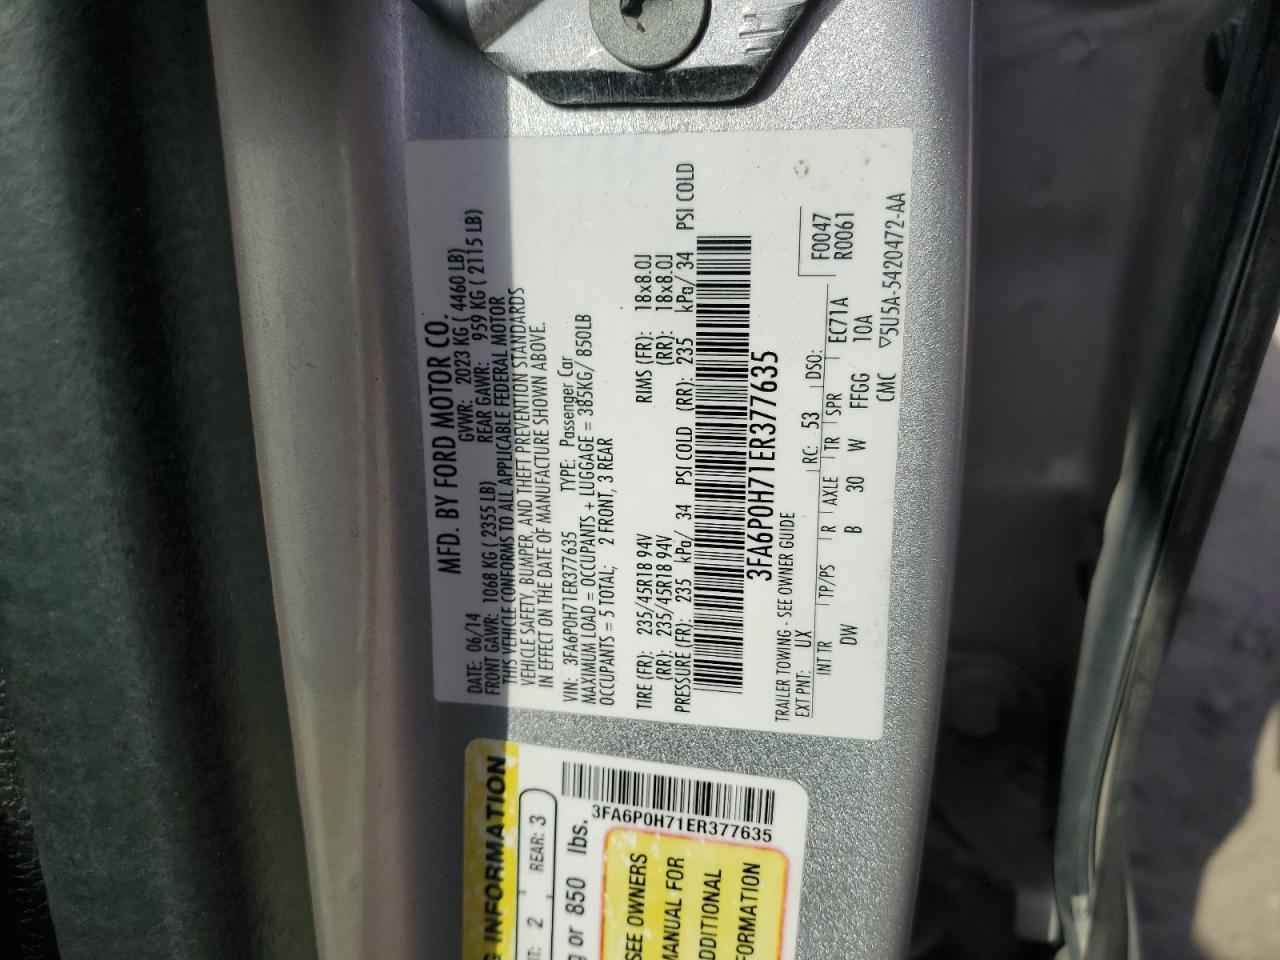 MFD. BY FORD MOTOR CO.
DATE: 06/14 GVWR: 2023 KG ( 4460 LB)
FRONT GAWR: 1068 KG ( 2355 LB) REAR GAWR: 959 KG ( 2115 LB)
THIS VEHICLE CONFORMS TO ALL APPLICABLE FEDERAL MOTOR
VEHICLE SAFETY, BUMPER, AND THEFT PREVENTION STANDARDS
IN EFFECT ON THE DATE OF MANUFACTURE SHOWN ABOVE.
VIN: 3FA6P0H71ER377635 TYPE: Passenger Car
MAXIMUM LOAD = OCCUPANTS + LUGGAGE = 385KG/ 850LB
OCCUPANTS = 5 TOTAL; 2 FRONT, 3 REAR
TIRE (FR): 235/45R18 94V RIMS (FR): 18x8.0J
(RR): 235/45R18 94V (RR): 18x8.0J
PRESSURE (FR): 235 kPa/ 34 PSI COLD (RR): 235 kPa/ 34 PSI COLD
3FA6P0H71ER377635
TRAILER TOWING - SEE OWNER GUIDE
EXT PNT: UX RC: 53 DSO: F0047
INT TR TP/PS R AXLE TR SPR EC71A R0061
DW B 30 W FFGG 10A
CMC ▽5U5A-5420472-AA
INFORMATION
2 REAR: 3
or 850 lbs.
3FA6P0H71ER377635
SEE OWNERS
MANUAL FOR
ADDITIONAL